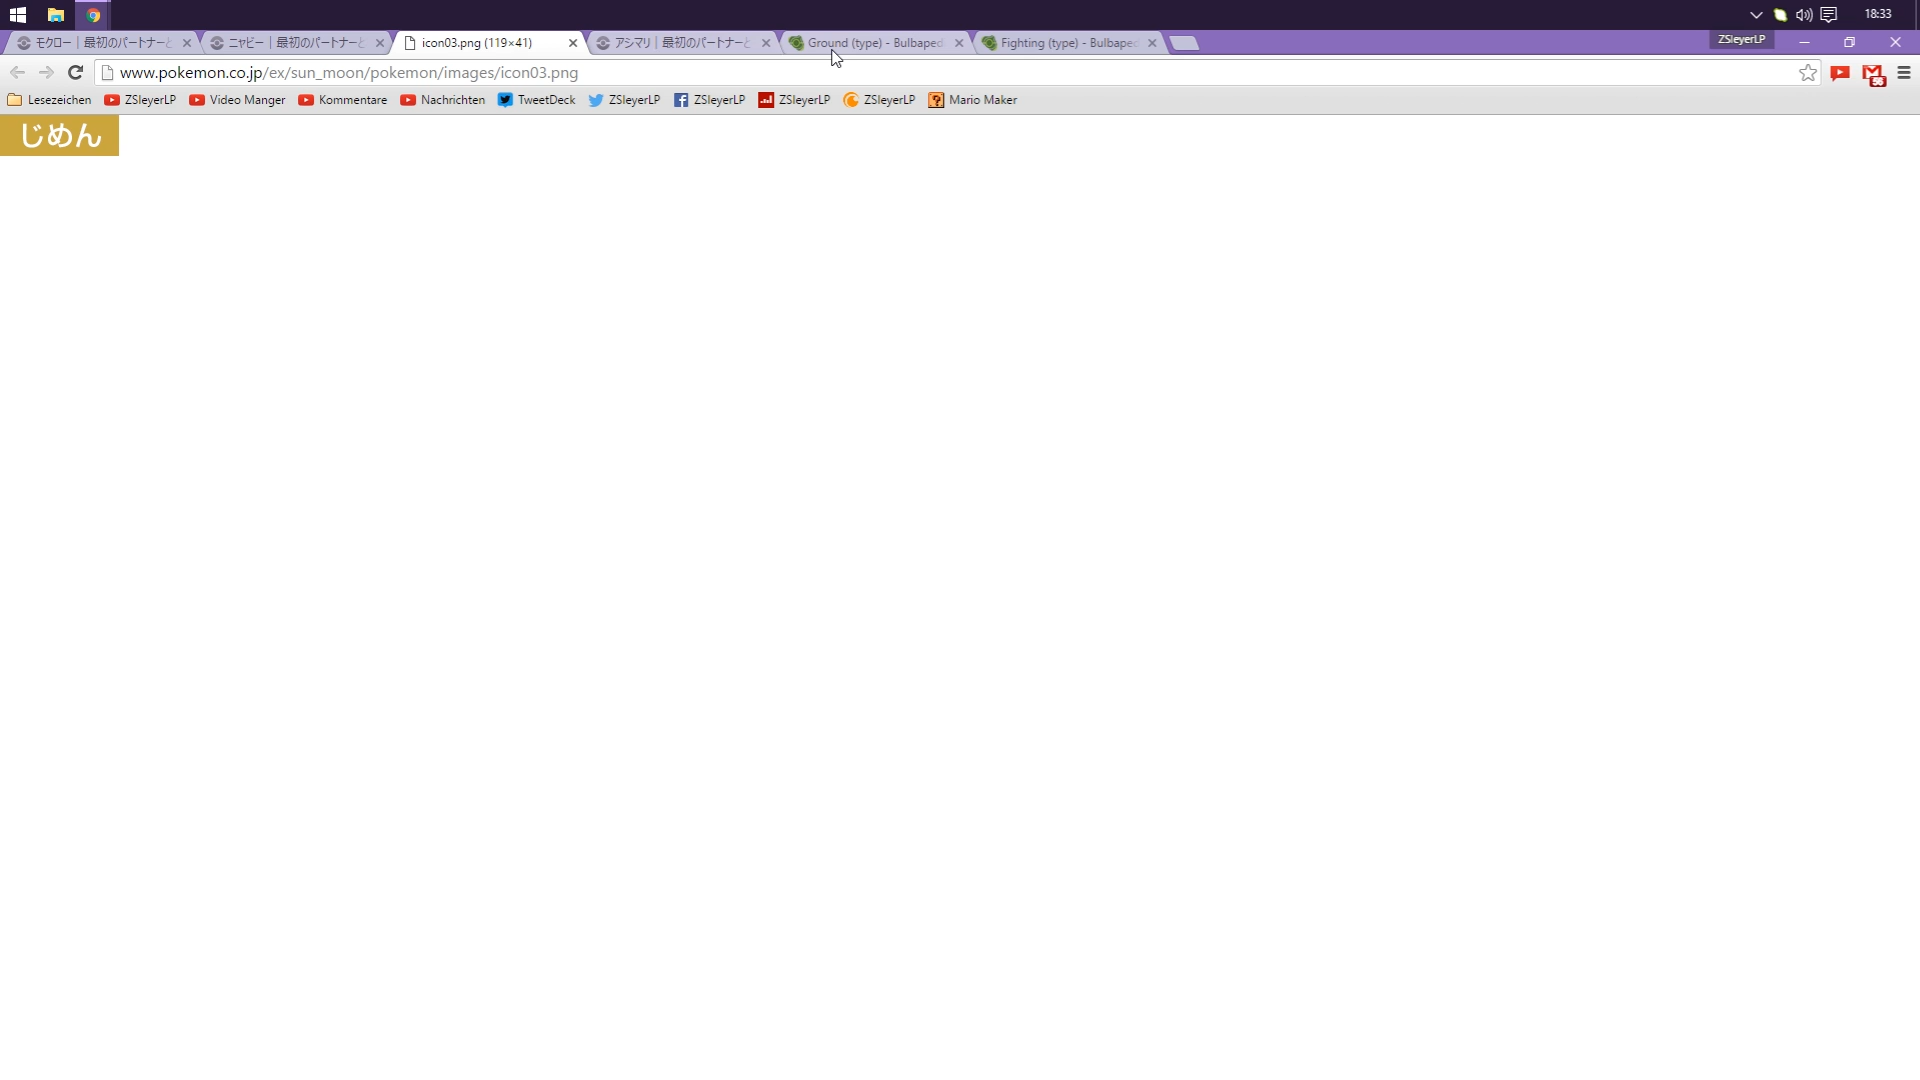 18:33
モクロー｜最初のパートナーと
ニャビー｜最初のパートナーと
icon03.png (119×41)
アシマリ｜最初のパートナーと
Ground (type) - Bulbaped
Fighting (type) - Bulbaped
ZSleyerLP
www.pokemon.co.jp/ex/sun_moon/pokemon/images/icon03.png
56
Lesezeichen
ZSleyerLP
Video Manger
Kommentare
Nachrichten
TweetDeck
ZSleyerLP
ZSleyerLP
ZSleyerLP
ZSleyerLP
Mario Maker
じめん